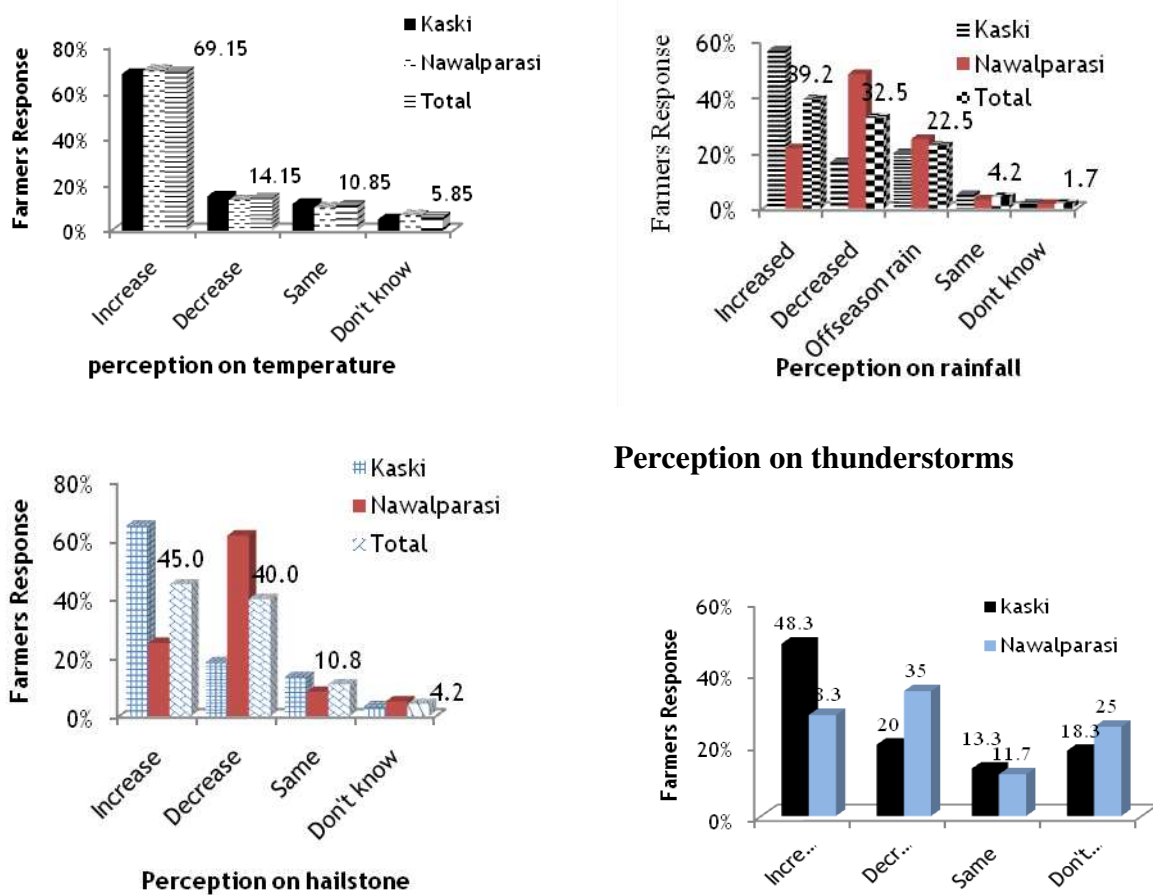 Kaski
Nawalparasi
Total
Farmers Response
80%
60%
40%
20%
0%
69.15
14.15
10.85
5.85
Increase
Decrease
Same
Don't know
perception on temperature
Kaski
Nawalparasi
Total
Farmers Response
60%
40%
20%
0%
39.2
32.5
22.5
4.2
1.7
Increased
Decreased
Offseason rain
Same
Dont know
Perception on rainfall
Kaski
Nawalparasi
Total
Farmers Response
80%
60%
40%
20%
0%
45.0
40.0
10.8
4.2
Increase
Decrease
Same
Don't know
Perception on hailstone
Perception on thunderstorms
kaski
Nawalparasi
Farmers Response
60%
40%
20%
0%
48.3
8.3
20
35
13.3
11.7
18.3
25
Incre...
Decr...
Same
Don't...